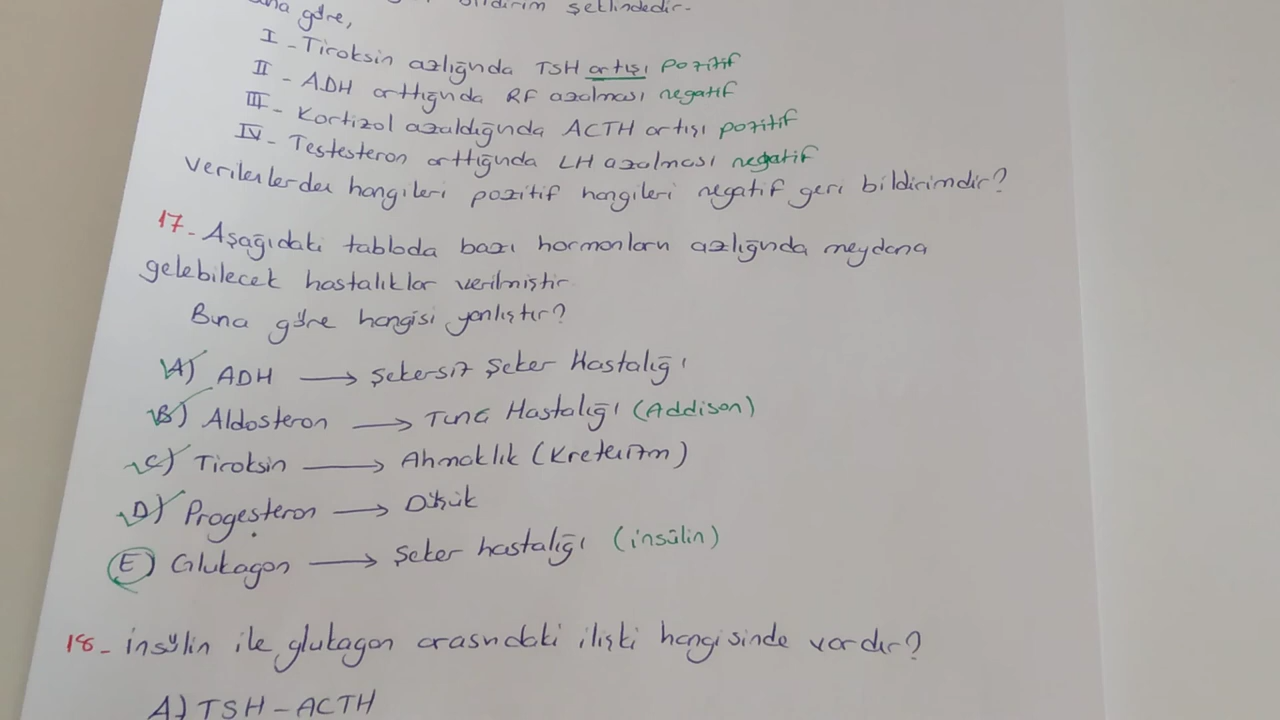 göre,
bildirim şeklindedir-
I - Tiroksin azlığında TSH artışı pozitif
II - ADH arttığında RF azalması negatif
III - Kortizol azaldığında ACTH artışı pozitif
IV - Testesteron arttığında LH azalması negatif
Verilenlerden hangileri pozitif hangileri negatif geri bildirimdir?
17- Aşağıdaki tabloda bazı hormonların azlığında meydana
gelebilecek hastalıklar verilmiştir
Buna göre hangisi yanlıştır?
A) ADH → Şekersiz Şeker Hastalığı
B) Aldosteron → Tunç Hastalığı (Addison)
C) Tiroksin → Ahmaklık (Kretenizm)
D) Progesteron → Düşük
E) Glukagon → Şeker hastalığı (insülin)
18- insülin ile glukagon arasındaki ilişki hangisinde vardır?
A) TSH - ACTH